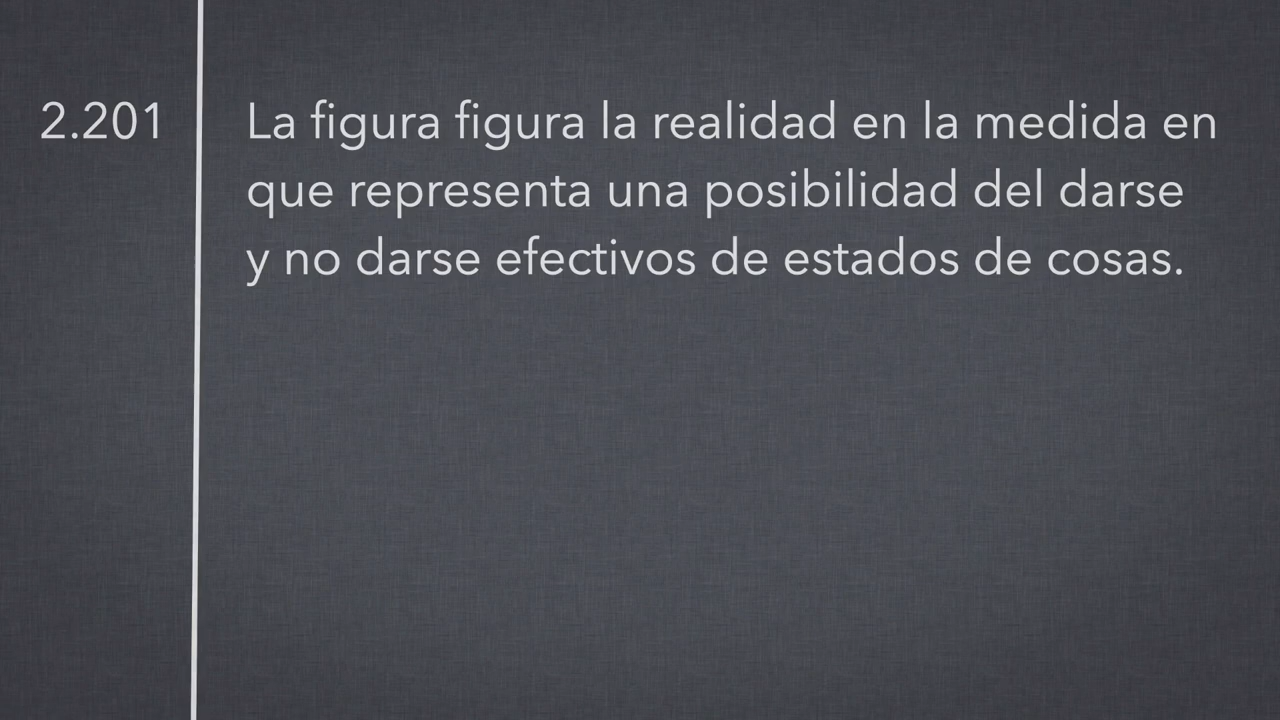 2.201 La figura figura la realidad en la medida en
que representa una posibilidad del darse
y no darse efectivos de estados de cosas.